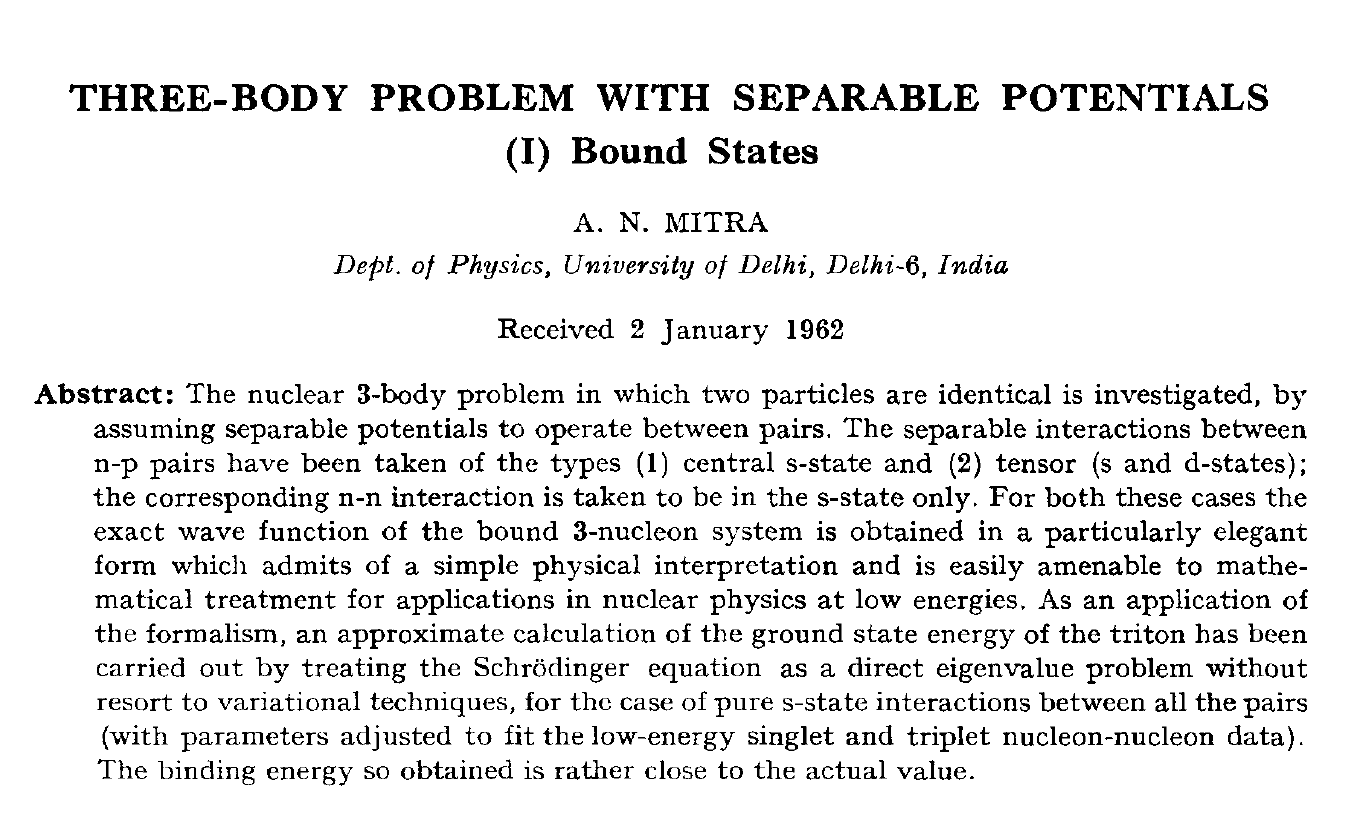 THREE-BODY PROBLEM WITH SEPARABLE POTENTIALS
(I) Bound States
A. N. MITRA
Dept. of Physics, University of Delhi, Delhi-6, India
Received 2 January 1962
Abstract: The nuclear 3-body problem in which two particles are identical is investigated, by
assuming separable potentials to operate between pairs. The separable interactions between
n-p pairs have been taken of the types (1) central s-state and (2) tensor (s and d-states);
the corresponding n-n interaction is taken to be in the s-state only. For both these cases the
exact wave function of the bound 3-nucleon system is obtained in a particularly elegant
form which admits of a simple physical interpretation and is easily amenable to mathe-
matical treatment for applications in nuclear physics at low energies. As an application of
the formalism, an approximate calculation of the ground state energy of the triton has been
carried out by treating the Schrödinger equation as a direct eigenvalue problem without
resort to variational techniques, for the case of pure s-state interactions between all the pairs
(with parameters adjusted to fit the low-energy singlet and triplet nucleon-nucleon data).
The binding energy so obtained is rather close to the actual value.